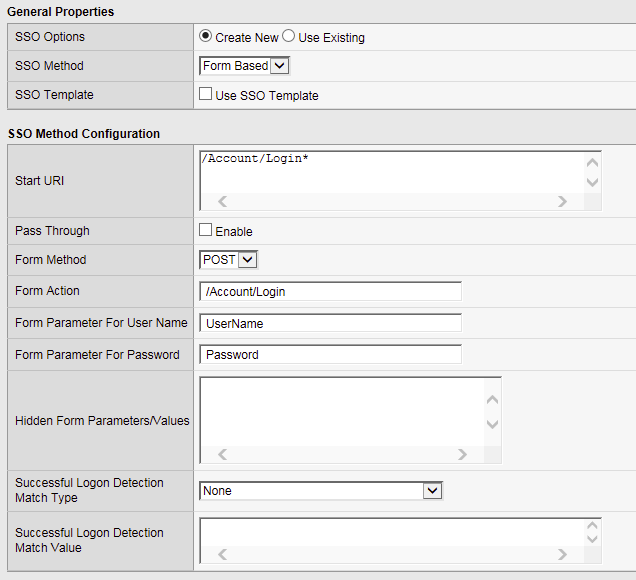 General Properties
SSO Options
Create New Use Existing
SSO Method
Form Based
SSO Template
Use SSO Template
SSO Method Configuration
Start URI
/Account/Login*
Pass Through
Enable
Form Method
POST
Form Action
/Account/Login
Form Parameter For User Name
UserName
Form Parameter For Password
Password
Hidden Form Parameters/Values
Successful Logon Detection
Match Type
None
Successful Logon Detection
Match Value